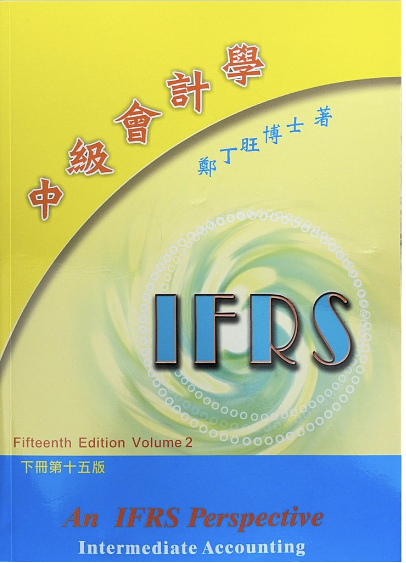 中級會計學
鄭丁旺博士 著
IFRS
Fifteenth Edition Volume 2
下冊第十五版
An IFRS Perspective
Intermediate Accounting